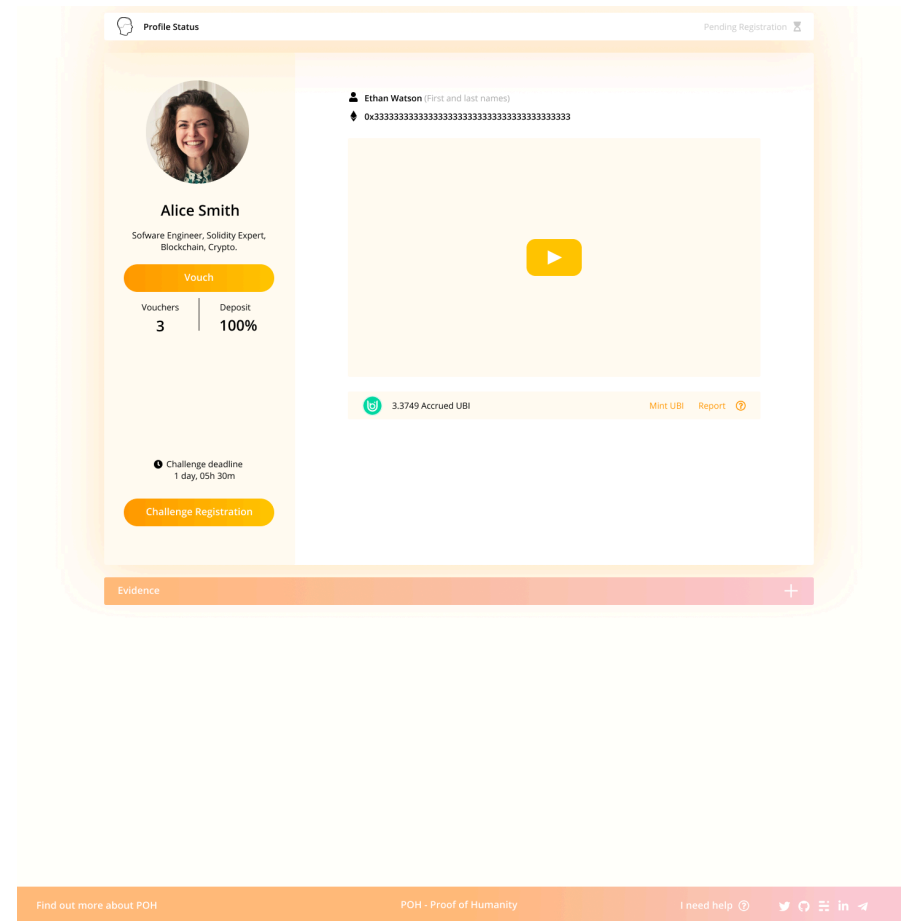 Profile Status
Pending Registration
Ethan Watson (First and last names)
0x3333333333333333333333333333333333333333
Alice Smith
Sofware Engineer, Solidity Expert,
Blockchain, Crypto.
Vouch
Vouchers
Deposit
3
100%
3.3749 Accrued UBI
Mint UBI
Report
Challenge deadline
1 day, 05h 30m
Challenge Registration
Evidence
Find out more about POH
POH - Proof of Humanity
I need help